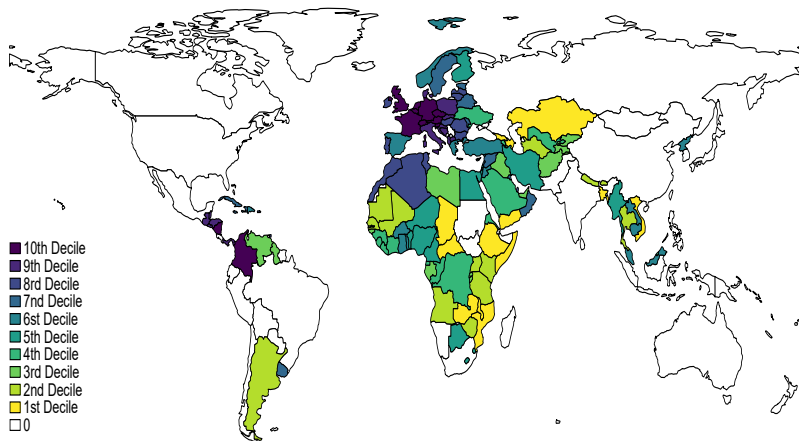 10th Decile
9th Decile
8rd Decile
7nd Decile
6st Decile
5th Decile
4th Decile
3rd Decile
2nd Decile
1st Decile
0